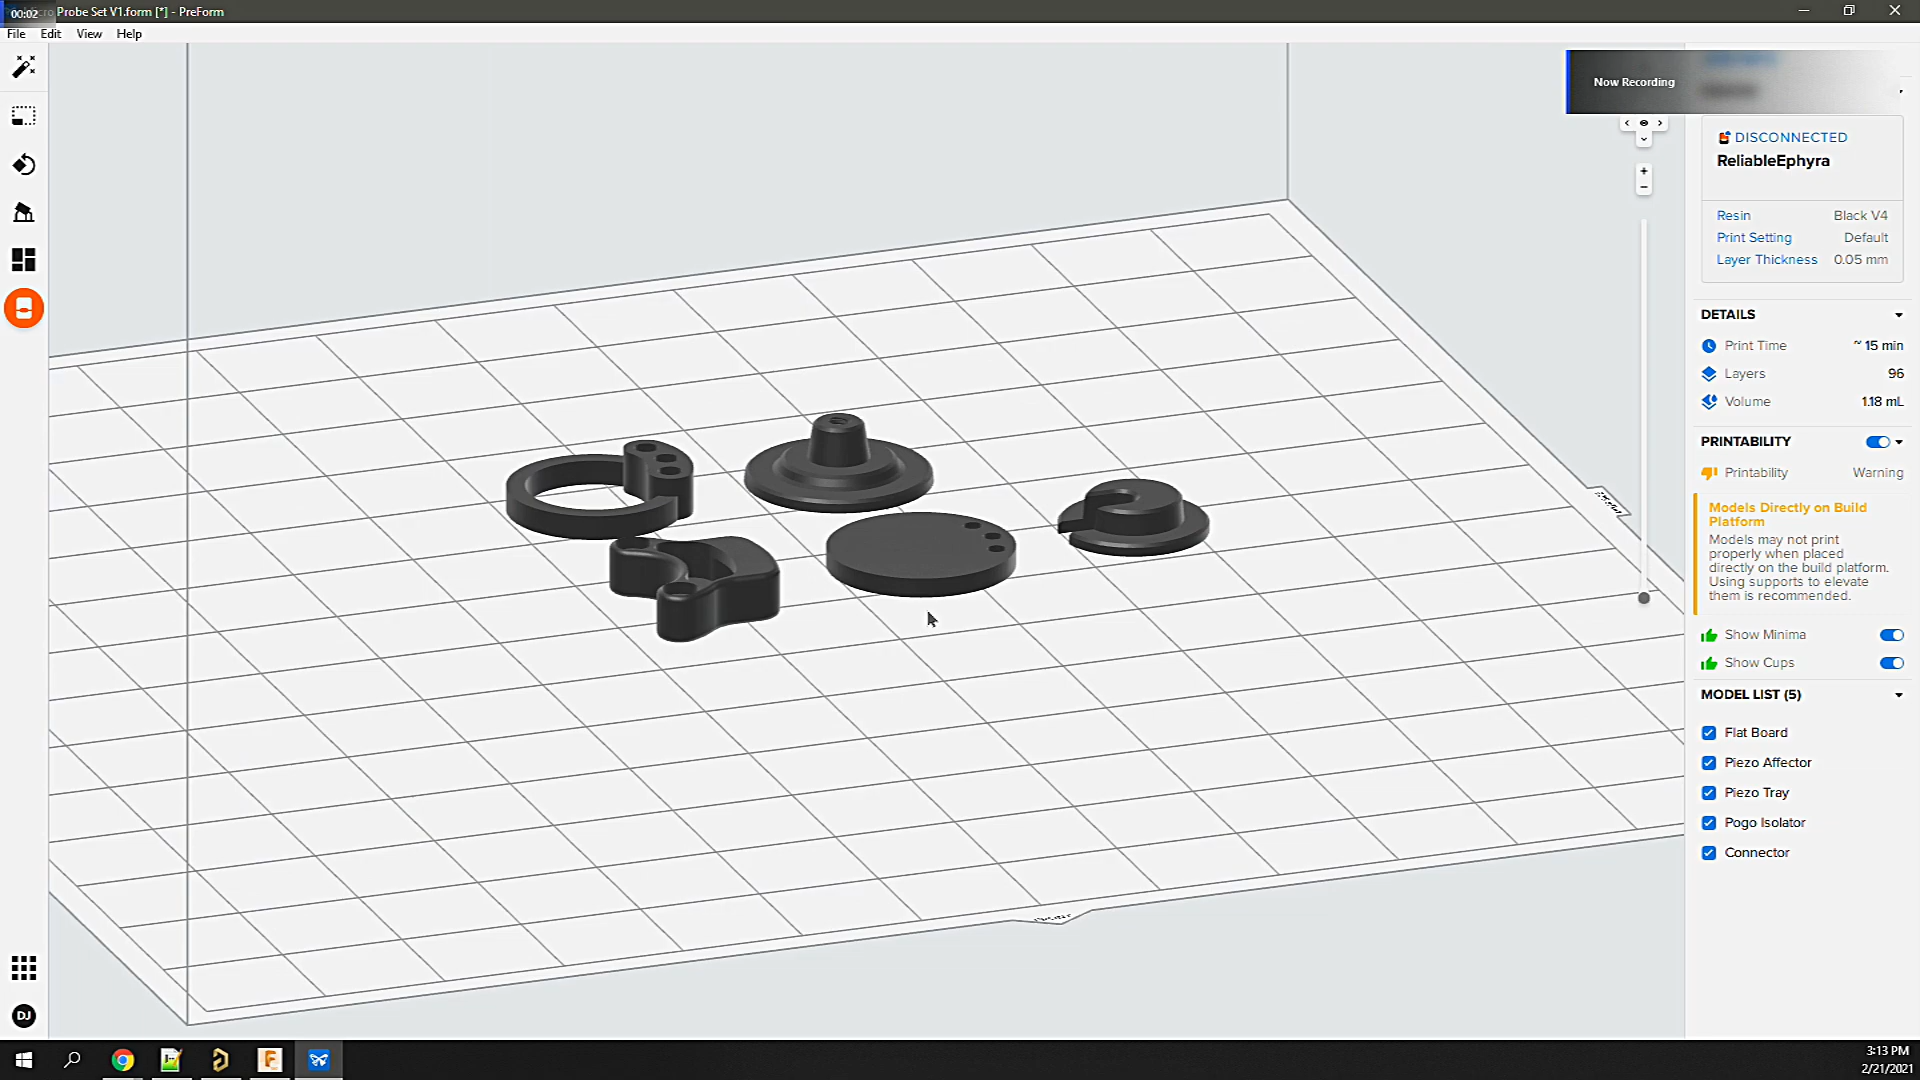 00:02
Probe Set V1.form [*] - PreForm
File Edit View Help
Now Recording
DISCONNECTED
ReliableEphyra
Resin Black V4
Print Setting Default
Layer Thickness 0.05 mm
DETAILS
Print Time ~ 15 min
Layers 96
Volume 1.18 mL
PRINTABILITY
Printability Warning
Models Directly on Build
Platform
Models may not print
properly when placed
directly on the build platform.
Using supports to elevate
them is recommended.
Show Minima
Show Cups
MODEL LIST (5)
Flat Board
Piezo Affector
Piezo Tray
Pogo Isolator
Connector
DJ
3:13 PM
2/21/2021